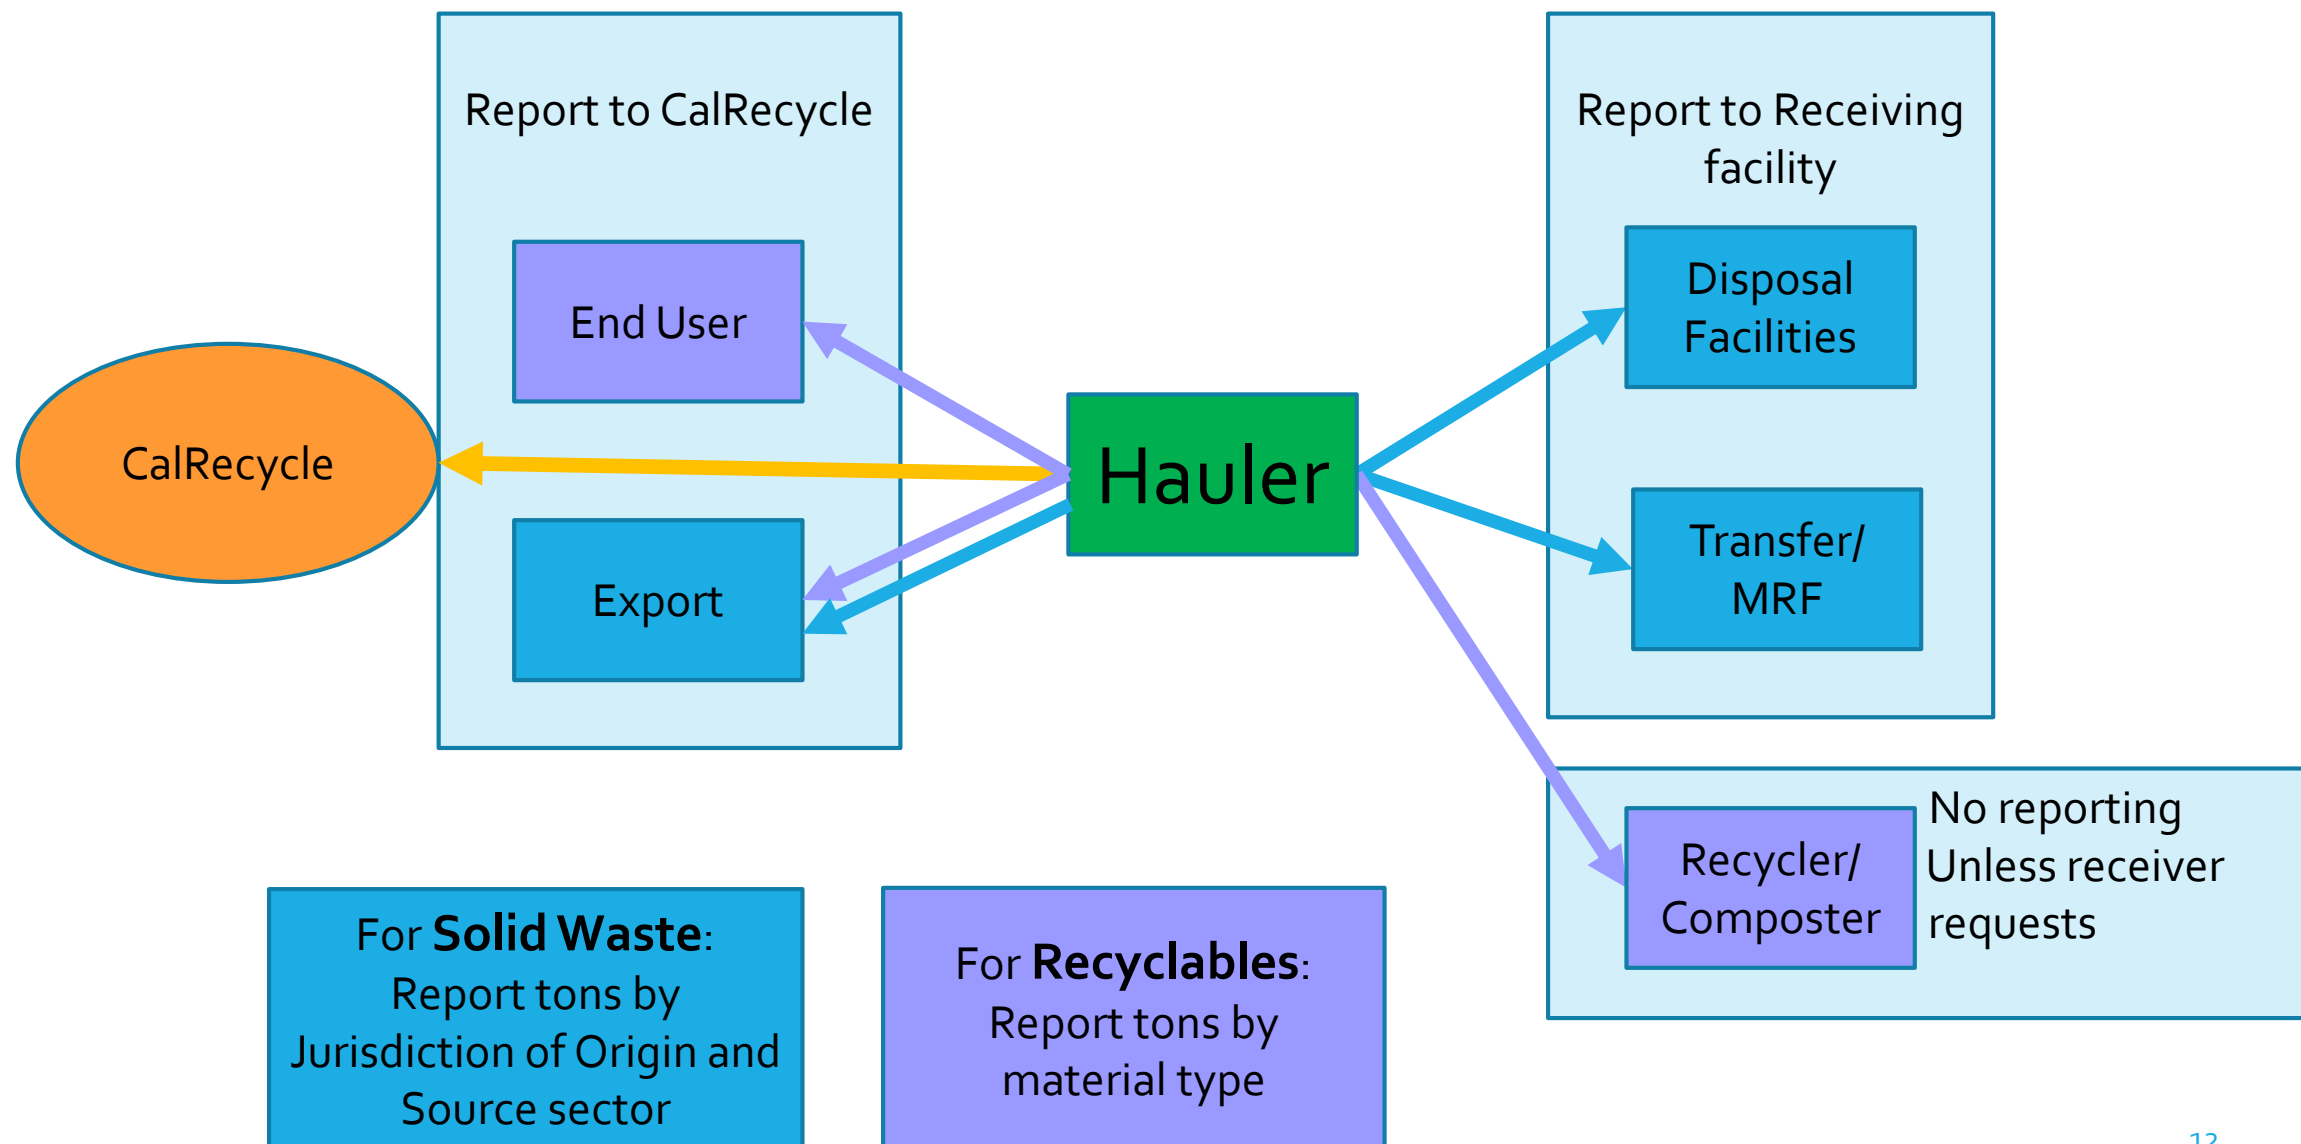 Report to CalRecycle
End User
CalRecycle
Export
Hauler
Report to Receiving
facility
Disposal
Facilities
Transfer/
MRF
Recycler/
Composter
No reporting
Unless receiver
requests
For Solid Waste:
Report tons by
Jurisdiction of Origin and
Source sector
For Recyclables:
Report tons by
material type
12